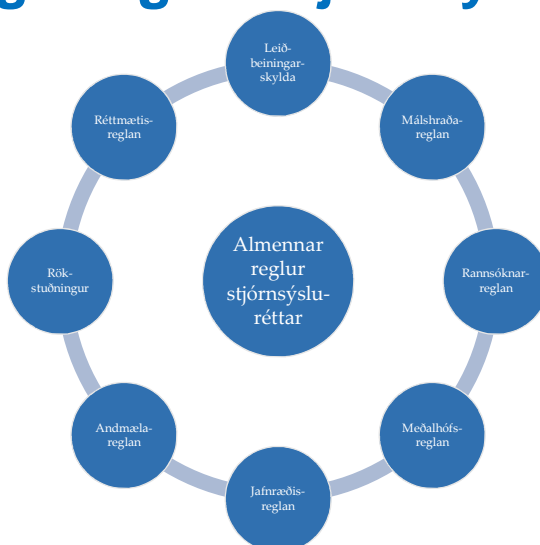 Leið-
beiningar-
skylda
Málshraða-
reglan
Rannsóknar-
reglan
Meðalhófs-
reglan
Jafnræðis-
reglan
Andmæla-
reglan
Rök-
stuðningur
Réttmætis-
reglan
Almennar
reglur
stjórnsýslu-
réttar